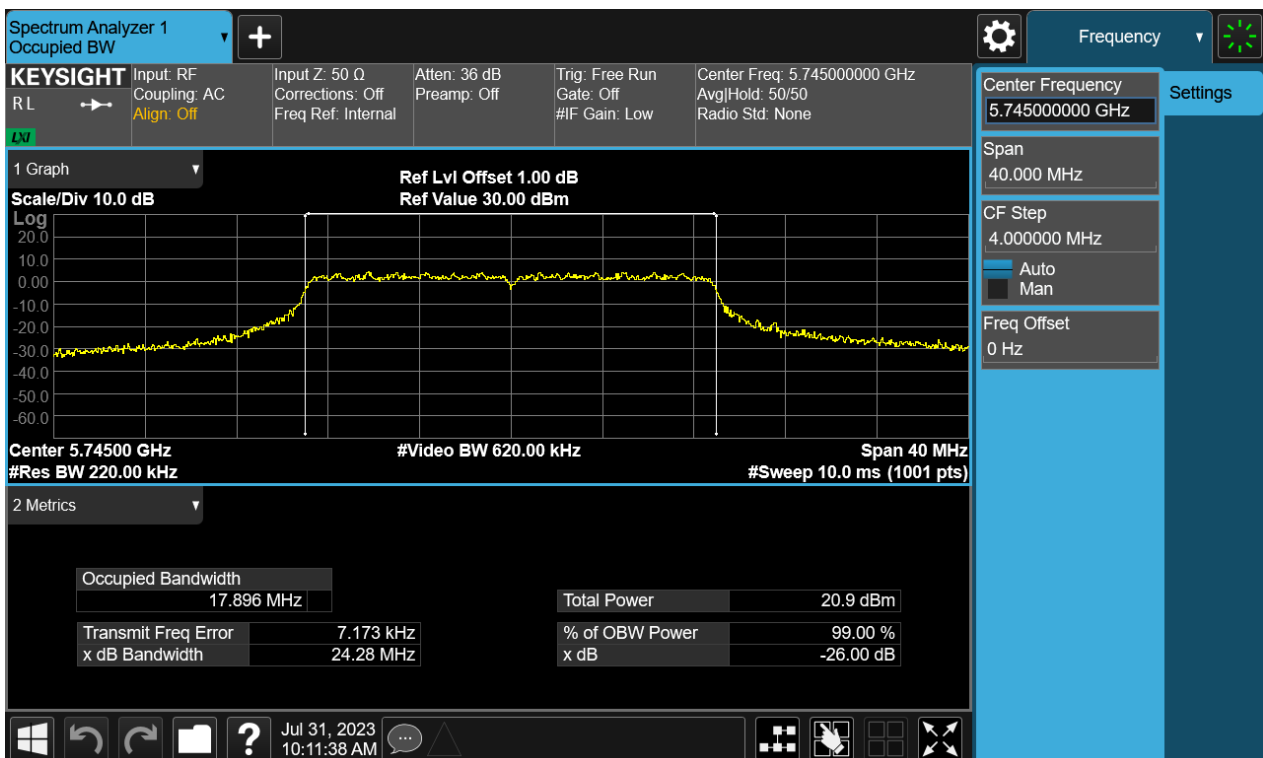 Spectrum Analyzer 1
Occupied BW
+
Frequency
KEYSIGHT
R L
LXI
Input: RF
Coupling: AC
Align: Off
Input Z: 50 Ω
Corrections: Off
Freq Ref: Internal
Atten: 36 dB
Preamp: Off
Trig: Free Run
Gate: Off
#IF Gain: Low
Center Freq: 5.745000000 GHz
Avg|Hold: 50/50
Radio Std: None
Center Frequency
5.745000000 GHz
Settings
Span
40.000 MHz
CF Step
4.000000 MHz
Auto
Man
Freq Offset
0 Hz
1 Graph
Ref Lvl Offset 1.00 dB
Scale/Div 10.0 dB
Ref Value 30.00 dBm
Log
20.0
10.0
0.00
-10.0
-20.0
-30.0
-40.0
-50.0
-60.0
Center 5.74500 GHz
#Video BW 620.00 kHz
Span 40 MHz
#Res BW 220.00 kHz
#Sweep 10.0 ms (1001 pts)
2 Metrics
Occupied Bandwidth
17.896 MHz
Total Power 20.9 dBm
Transmit Freq Error 7.173 kHz
% of OBW Power 99.00 %
x dB Bandwidth 24.28 MHz
x dB -26.00 dB
?
Jul 31, 2023
10:11:38 AM